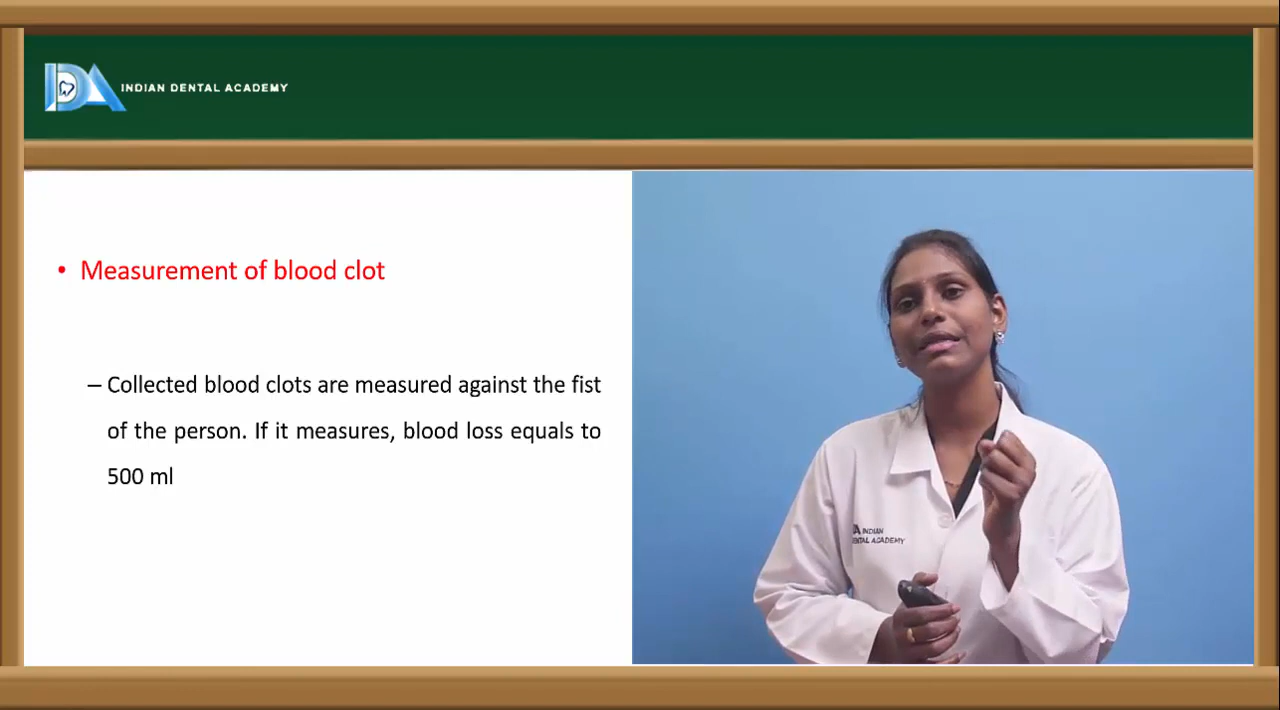 INDIAN DENTAL ACADEMY
• Measurement of blood clot
– Collected blood clots are measured against the fist
of the person. If it measures, blood loss equals to
500 ml
INDIAN
DENTAL ACADEMY